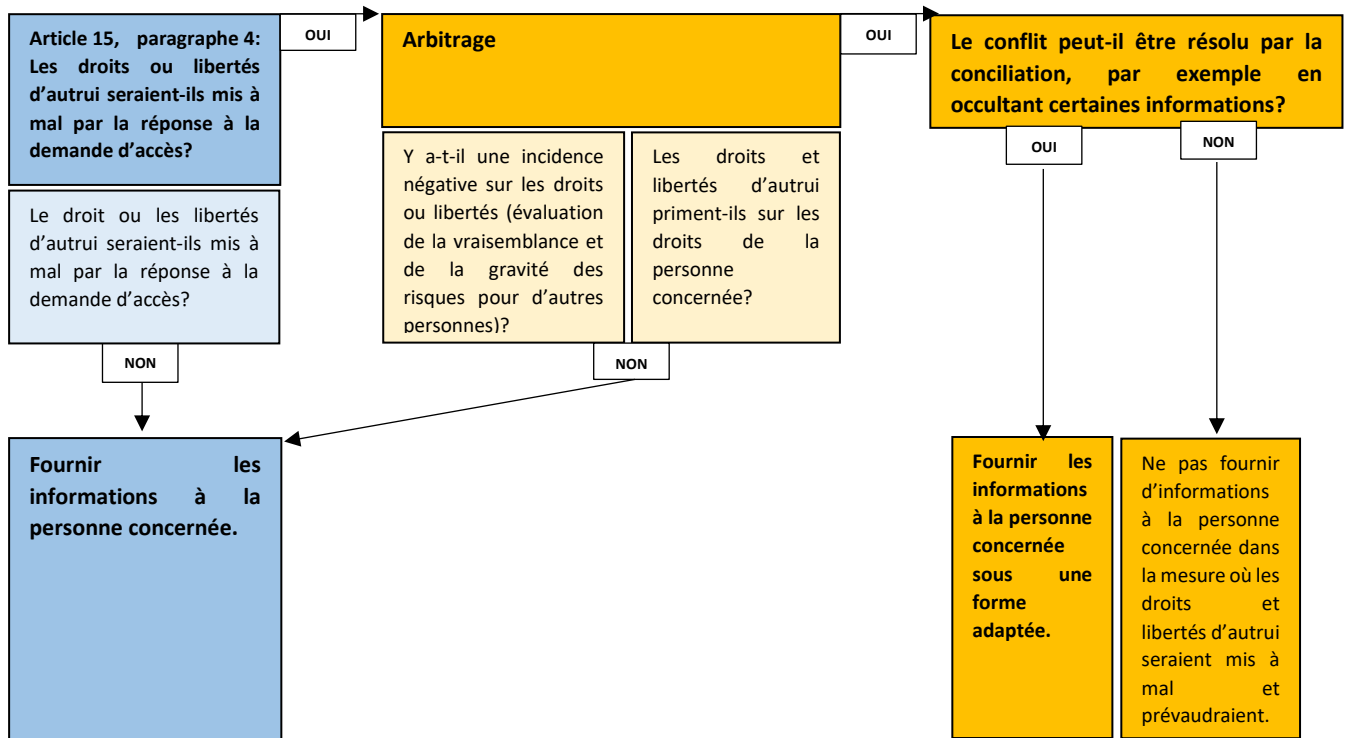 Article 15, paragraphe 4:
Les droits ou libertés
d’autrui seraient-ils mis à
mal par la réponse à la
demande d’accès?
OUI
Le droit ou les libertés
d’autrui seraient-ils mis à
mal par la réponse à la
demande d’accès?
NON
Arbitrage
OUI
Y a-t-il une incidence
négative sur les droits
ou libertés (évaluation
de la vraisemblance et
de la gravité des
risques pour d’autres
personnes)?
Les droits et
libertés d’autrui
priment-ils sur les
droits de la
personne
concernée?
NON
Le conflit peut-il être résolu par la
conciliation, par exemple en
occultant certaines informations?
OUI
NON
Fournir les
informations à la
personne concernée.
Fournir les
informations
à la personne
concernée
sous une
forme
adaptée.
Ne pas fournir
d’informations
à la personne
concernée dans
la mesure où les
droits et
libertés d’autrui
seraient mis à
mal et
prévaudraient.